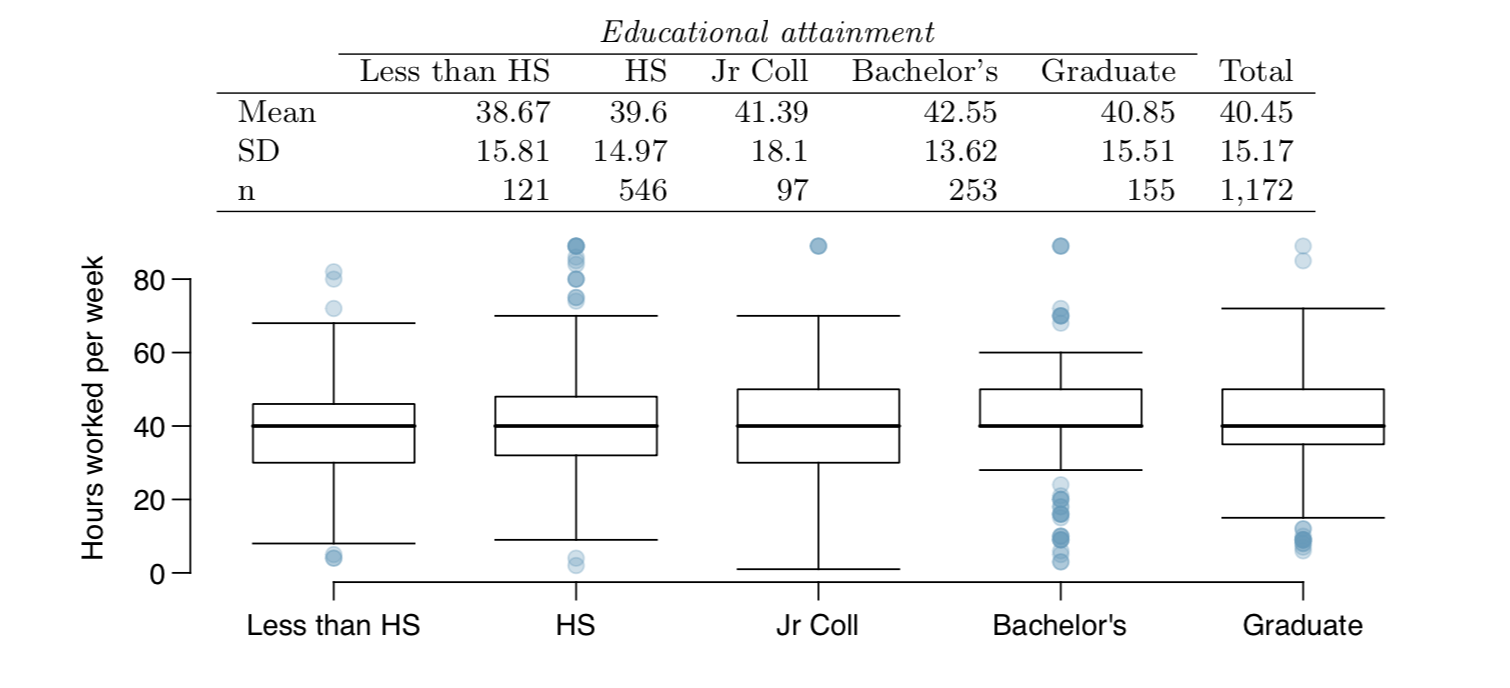 Educational attainment
Less than HS HS Jr Coll Bachelor's Graduate Total
Mean 38.67 39.6 41.39 42.55 40.85 40.45
SD 15.81 14.97 18.1 13.62 15.51 15.17
n 121 546 97 253 155 1,172
Hours worked per week
80
60
40
20
0
Less than HS HS Jr Coll Bachelor's Graduate